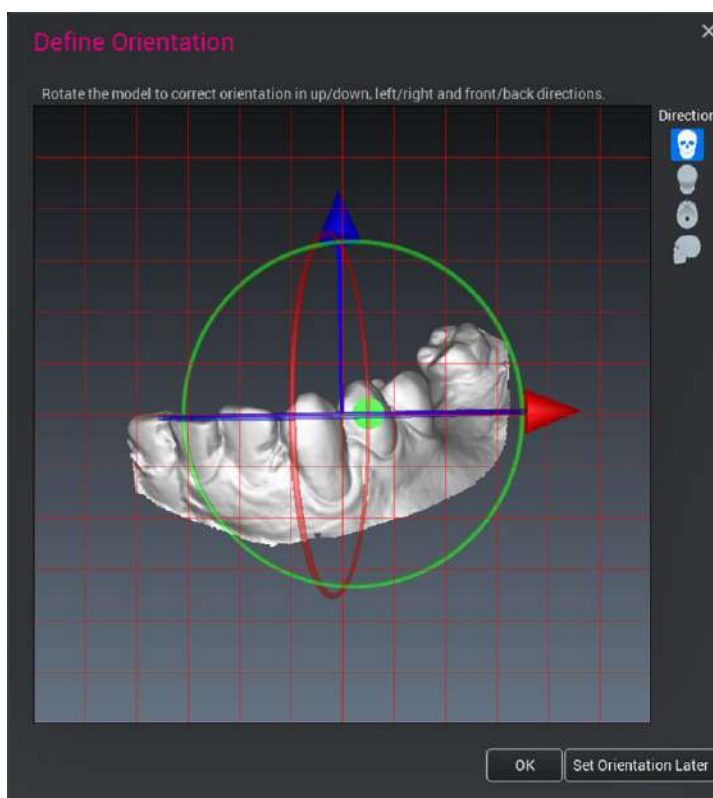 Define Orientation
Rotate the model to correct orientation in up/down, left/right and front/back directions.
Direction
OK
Set Orientation Later